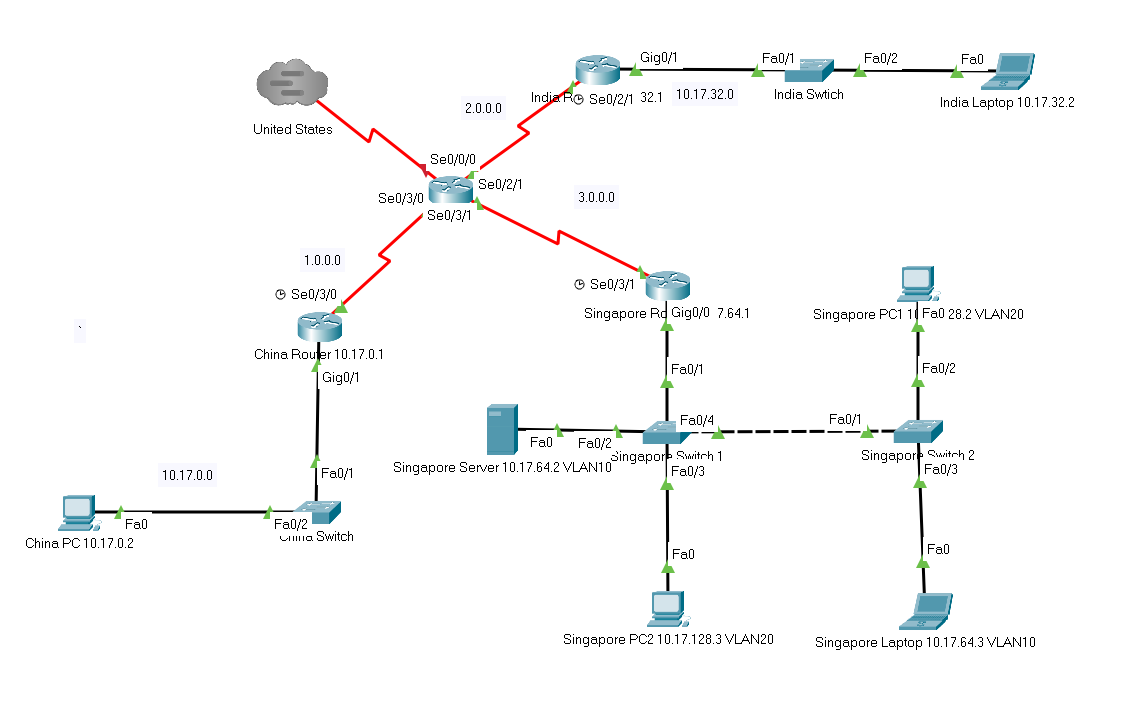 Gig0/1
Fa0/1
Fa0/2
Fa0
India R
Se0/2/1
32.1
10.17.32.0
India Swtich
India Laptop 10.17.32.2
2.0.0.0
United States
Se0/0/0
Se0/2/1
Se0/3/0
Se0/3/1
3.0.0.0
1.0.0.0
Se0/3/0
China Router 10.17.0.1
Gig0/1
Se0/3/1
Singapore Ro
Gig0/0
7.64.1
Singapore PC1 10
Fa0
28.2 VLAN20
`
Fa0/1
Fa0/2
Fa0/4
Fa0/1
Fa0
Fa0/2
Singapore Switch 1
Singapore Switch 2
Singapore Server 10.17.64.2 VLAN10
Fa0/3
Fa0/3
10.17.0.0
Fa0/1
Fa0
Fa0/2
China Switch
China PC 10.17.0.2
Fa0
Fa0
Singapore PC2 10.17.128.3 VLAN20
Singapore Laptop 10.17.64.3 VLAN10